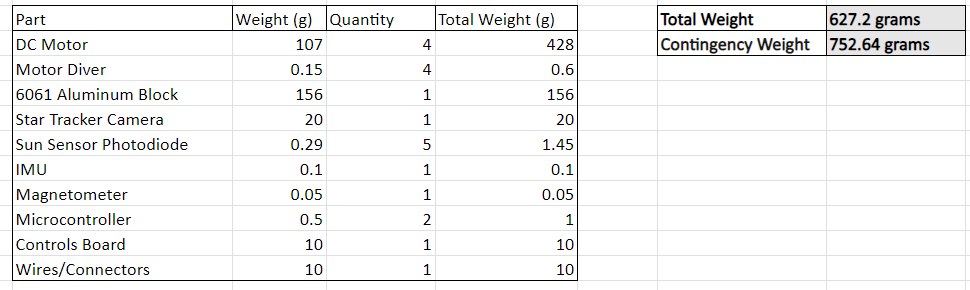 Part Weight (g) Quantity Total Weight (g)
DC Motor 107 4 428
Motor Diver 0.15 4 0.6
6061 Aluminum Block 156 1 156
Star Tracker Camera 20 1 20
Sun Sensor Photodiode 0.29 5 1.45
IMU 0.1 1 0.1
Magnetometer 0.05 1 0.05
Microcontroller 0.5 2 1
Controls Board 10 1 10
Wires/Connectors 10 1 10
Total Weight 627.2 grams
Contingency Weight 752.64 grams